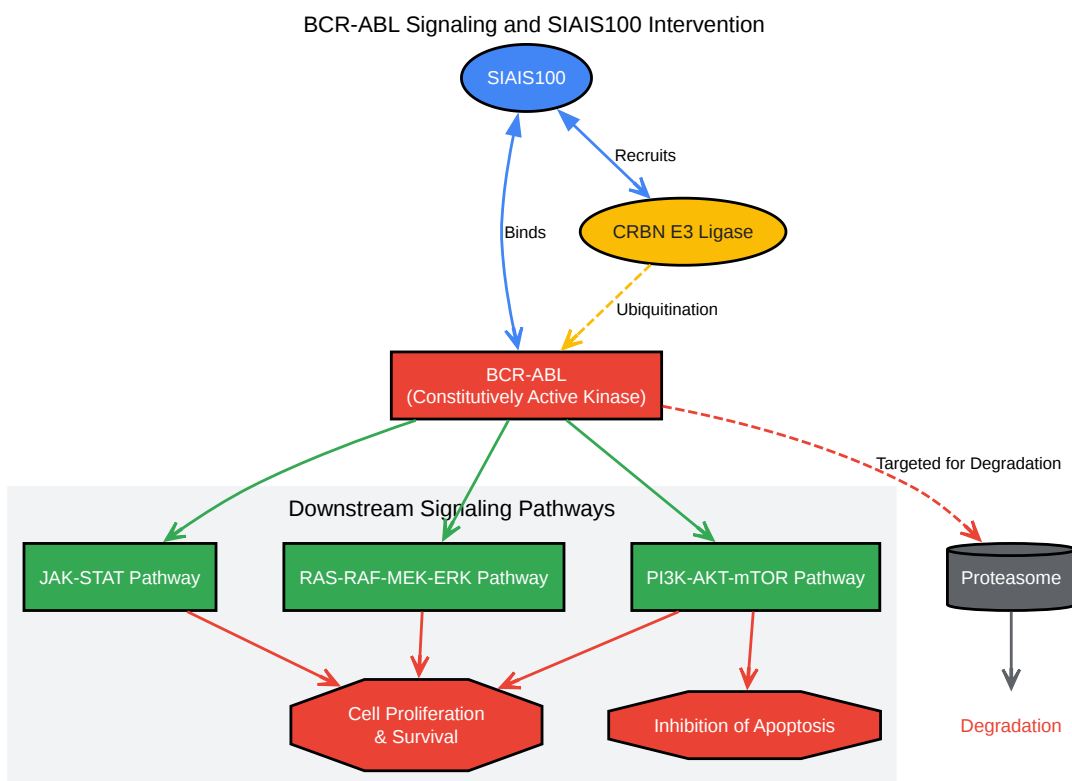 BCR-ABL Signaling and SIAIS100 Intervention
SIAIS100
Recruits
Binds
CRBN E3 Ligase
Ubiquitination
BCR-ABL
(Constitutively Active Kinase)
Targeted for Degradation
Downstream Signaling Pathways
JAK-STAT Pathway
RAS-RAF-MEK-ERK Pathway
PI3K-AKT-mTOR Pathway
Proteasome
Cell Proliferation
& Survival
Inhibition of Apoptosis
Degradation